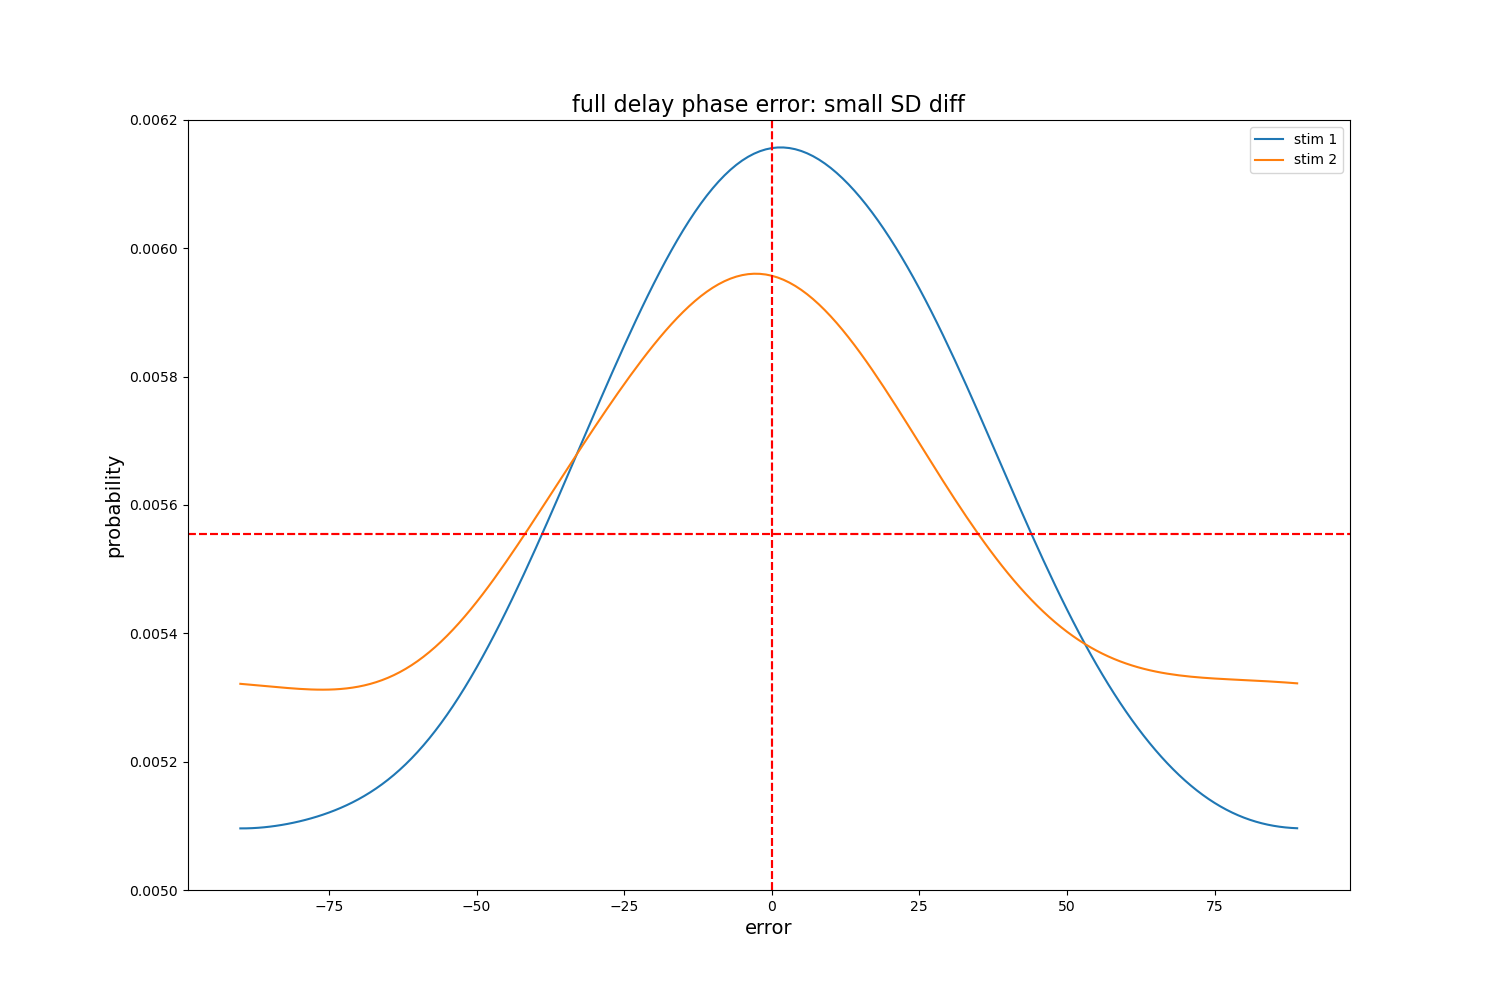 full delay phase error: small SD diff
stim 1
stim 2
probability
0.0062
0.0060
0.0058
0.0056
0.0054
0.0052
0.0050
−75
−50
−25
0
25
50
75
error